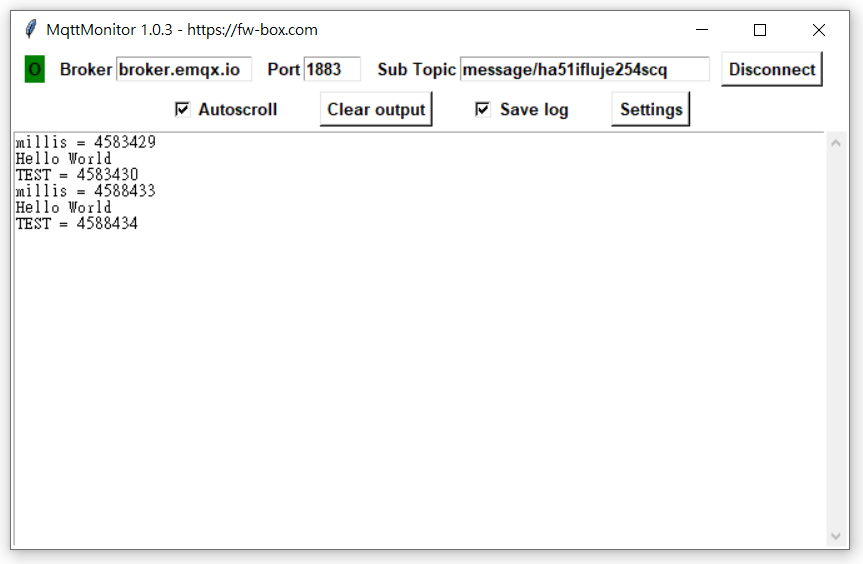 MqttMonitor 1.0.3 - https://fw-box.com
O Broker broker.emqx.io Port 1883 Sub Topic message/ha51ifluje254scq Disconnect
Autoscroll Clear output Save log Settings
millis = 4583429
Hello World
TEST = 4583430
millis = 4588433
Hello World
TEST = 4588434